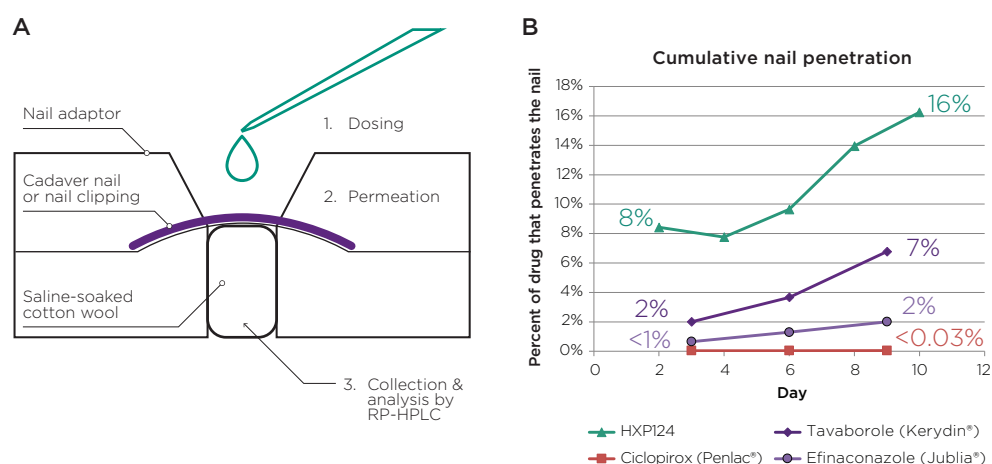 A
Nail adaptor
1. Dosing
Cadaver nail
or nail clipping
2. Permeation
Saline-soaked
cotton wool
3. Collection &
analysis by
RP-HPLC
B
Cumulative nail penetration
Percent of drug that penetrates the nail
18%
16%
14%
12%
10%
8%
6%
4%
2%
0%
16%
8%
7%
2%
2%
<1%
<0.03%
0 2 4 6 8 10 12
Day
HXP124
Tavaborole (Kerydin®)
Ciclopirox (Penlac®)
Efinaconazole (Jublia®)